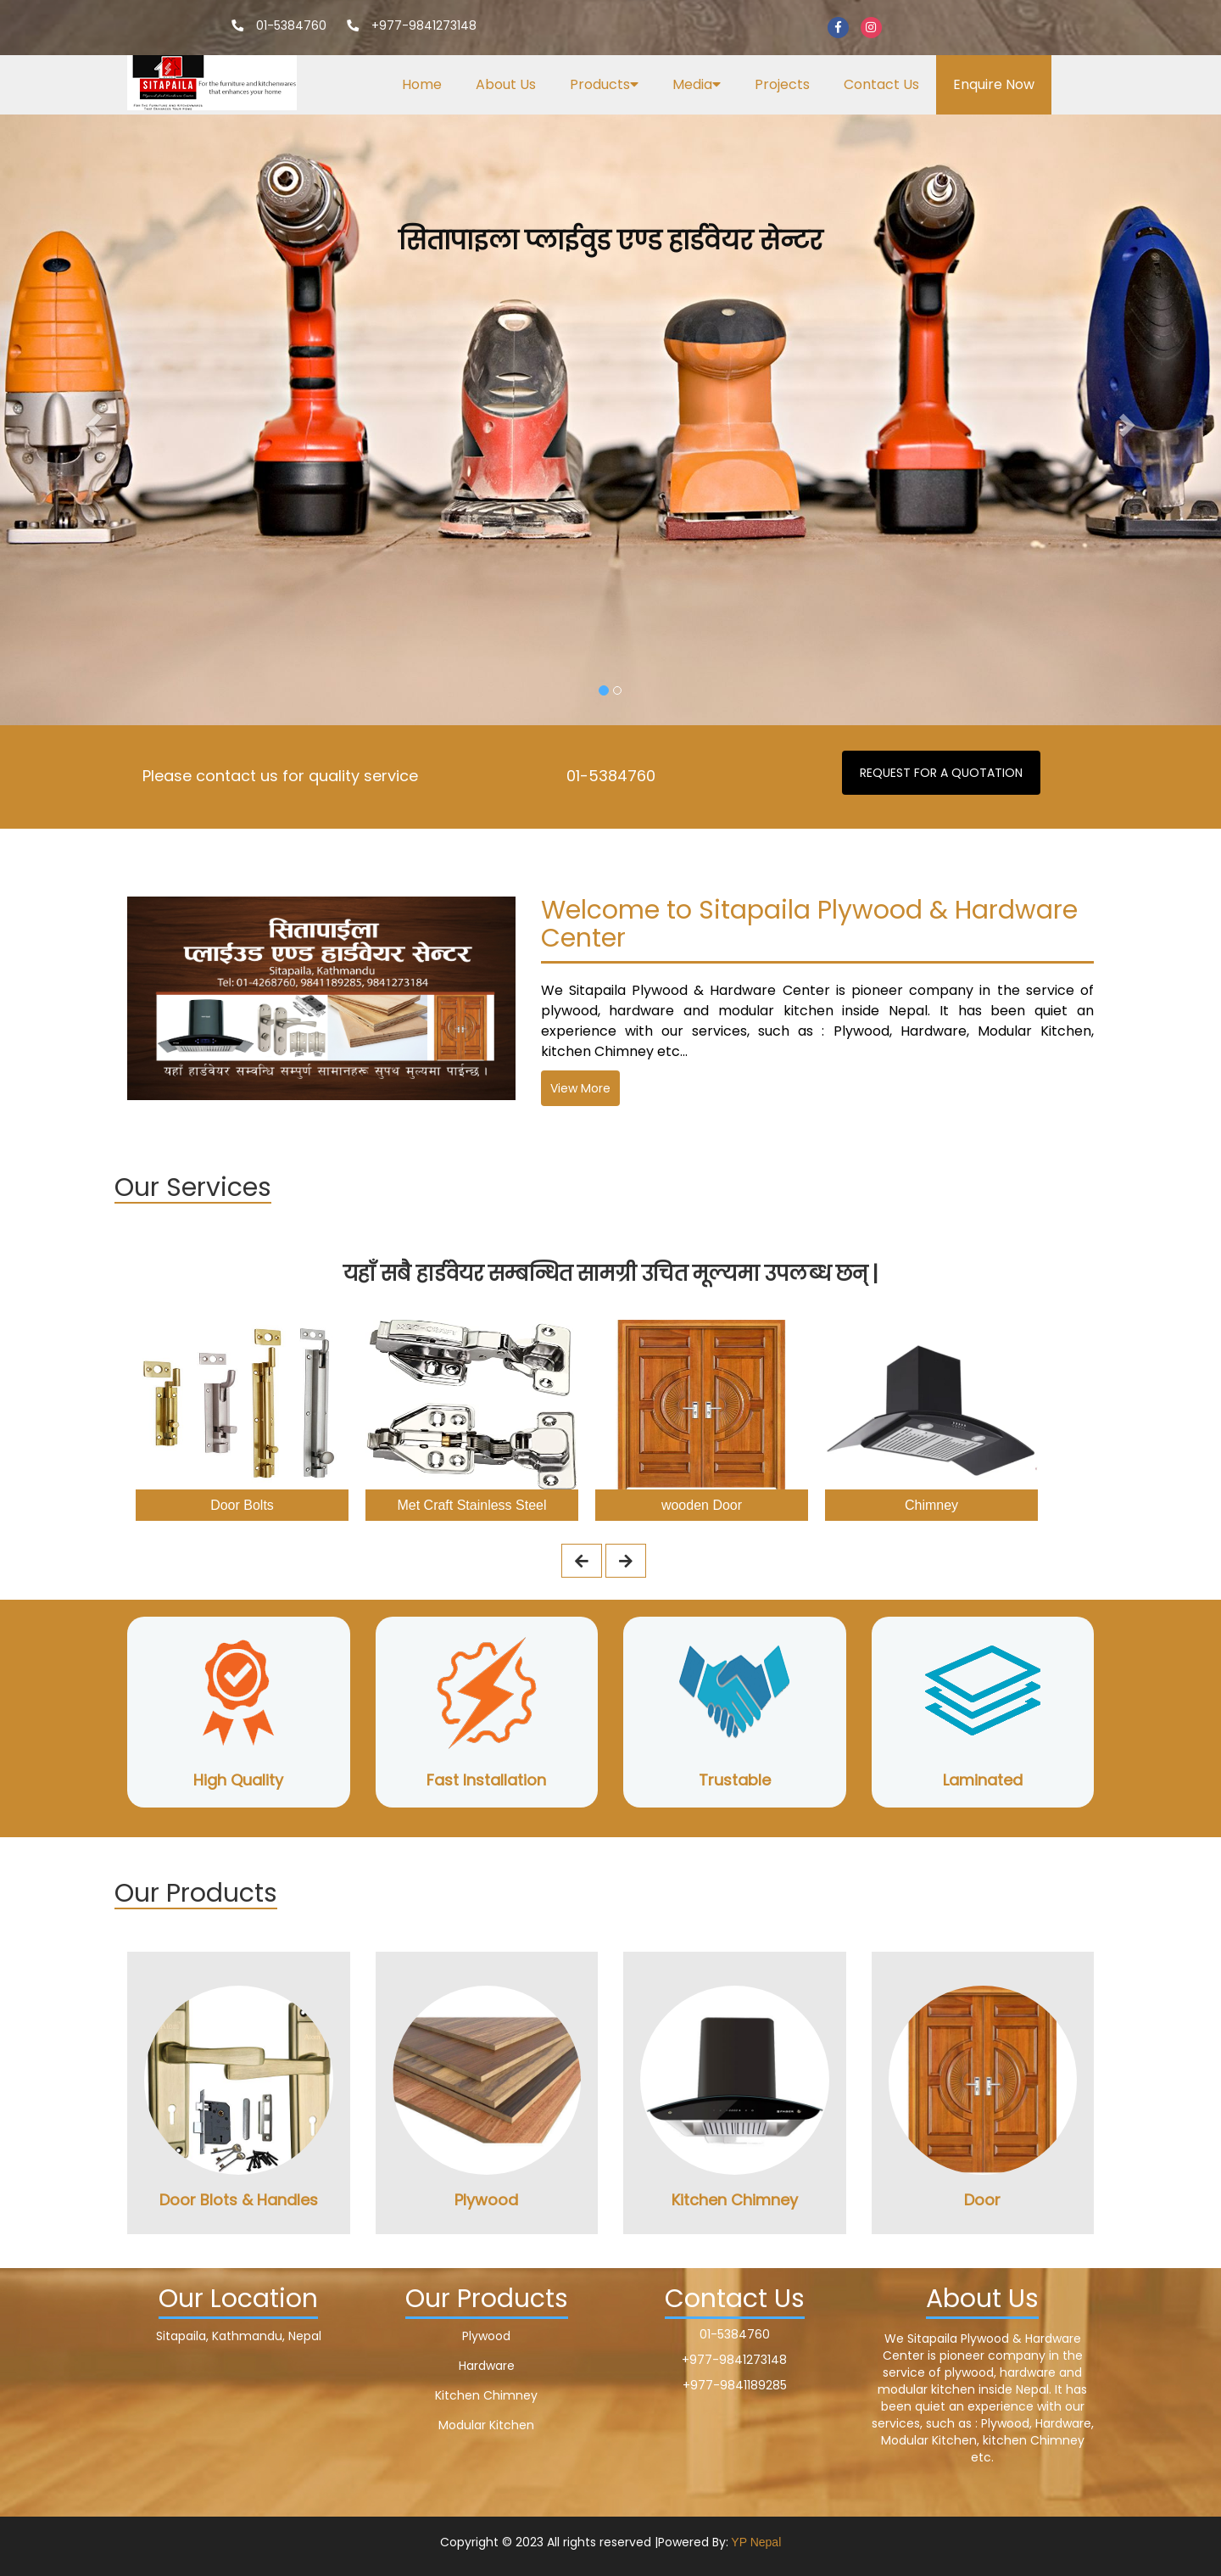 01-5384760 +977-9841273148
SITAPAILA
For the furniture and kitchenwares
that enhances your home
Home About Us Products Media Projects Contact Us Enquire Now
सितापाइला प्लाईवुड एण्ड हार्डवेयर सेन्टर
Please contact us for quality service 01-5384760 REQUEST FOR A QUOTATION
सितापाईला
प्लाईउड एण्ड हार्डवेयर सेन्टर
Sitapaila, Kathmandu
Tel: 01-4268760, 9841189285, 9841273184
यहाँ हार्डवेयर सम्बन्धि सम्पुर्ण सामानहरू सुपथ मुल्यमा पाईन्छ ।
Welcome to Sitapaila Plywood & Hardware
Center
We Sitapaila Plywood & Hardware Center is pioneer company in the service of
plywood, hardware and modular kitchen inside Nepal. It has been quiet an
experience with our services, such as : Plywood, Hardware, Modular Kitchen,
kitchen Chimney etc...
View More
Our Services
यहाँ सबै हार्डवेयर सम्बन्धित सामग्री उचित मूल्यमा उपलब्ध छन् |
Door Bolts
Met Craft Stainless Steel
wooden Door
Chimney
High Quality
Fast Installation
Trustable
Laminated
Our Products
Door Blots & Handles
Plywood
Kitchen Chimney
Door
Our Location
Sitapaila, Kathmandu, Nepal
Our Products
Plywood
Hardware
Kitchen Chimney
Modular Kitchen
Contact Us
01-5384760
+977-9841273148
+977-9841189285
About Us
We Sitapaila Plywood & Hardware
Center is pioneer company in the
service of plywood, hardware and
modular kitchen inside Nepal. It has
been quiet an experience with our
services, such as : Plywood, Hardware,
Modular Kitchen, kitchen Chimney
etc.
Copyright © 2023 All rights reserved |Powered By: YP Nepal